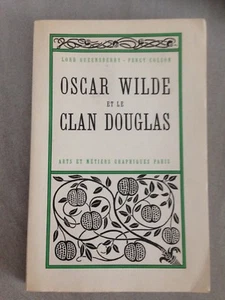 LORD QUEENSBERRY - PERCY COLSON
OSCAR WILDE
ET LE
CLAN DOUGLAS
ARTS ET MÉTIERS GRAPHIQUES PARIS